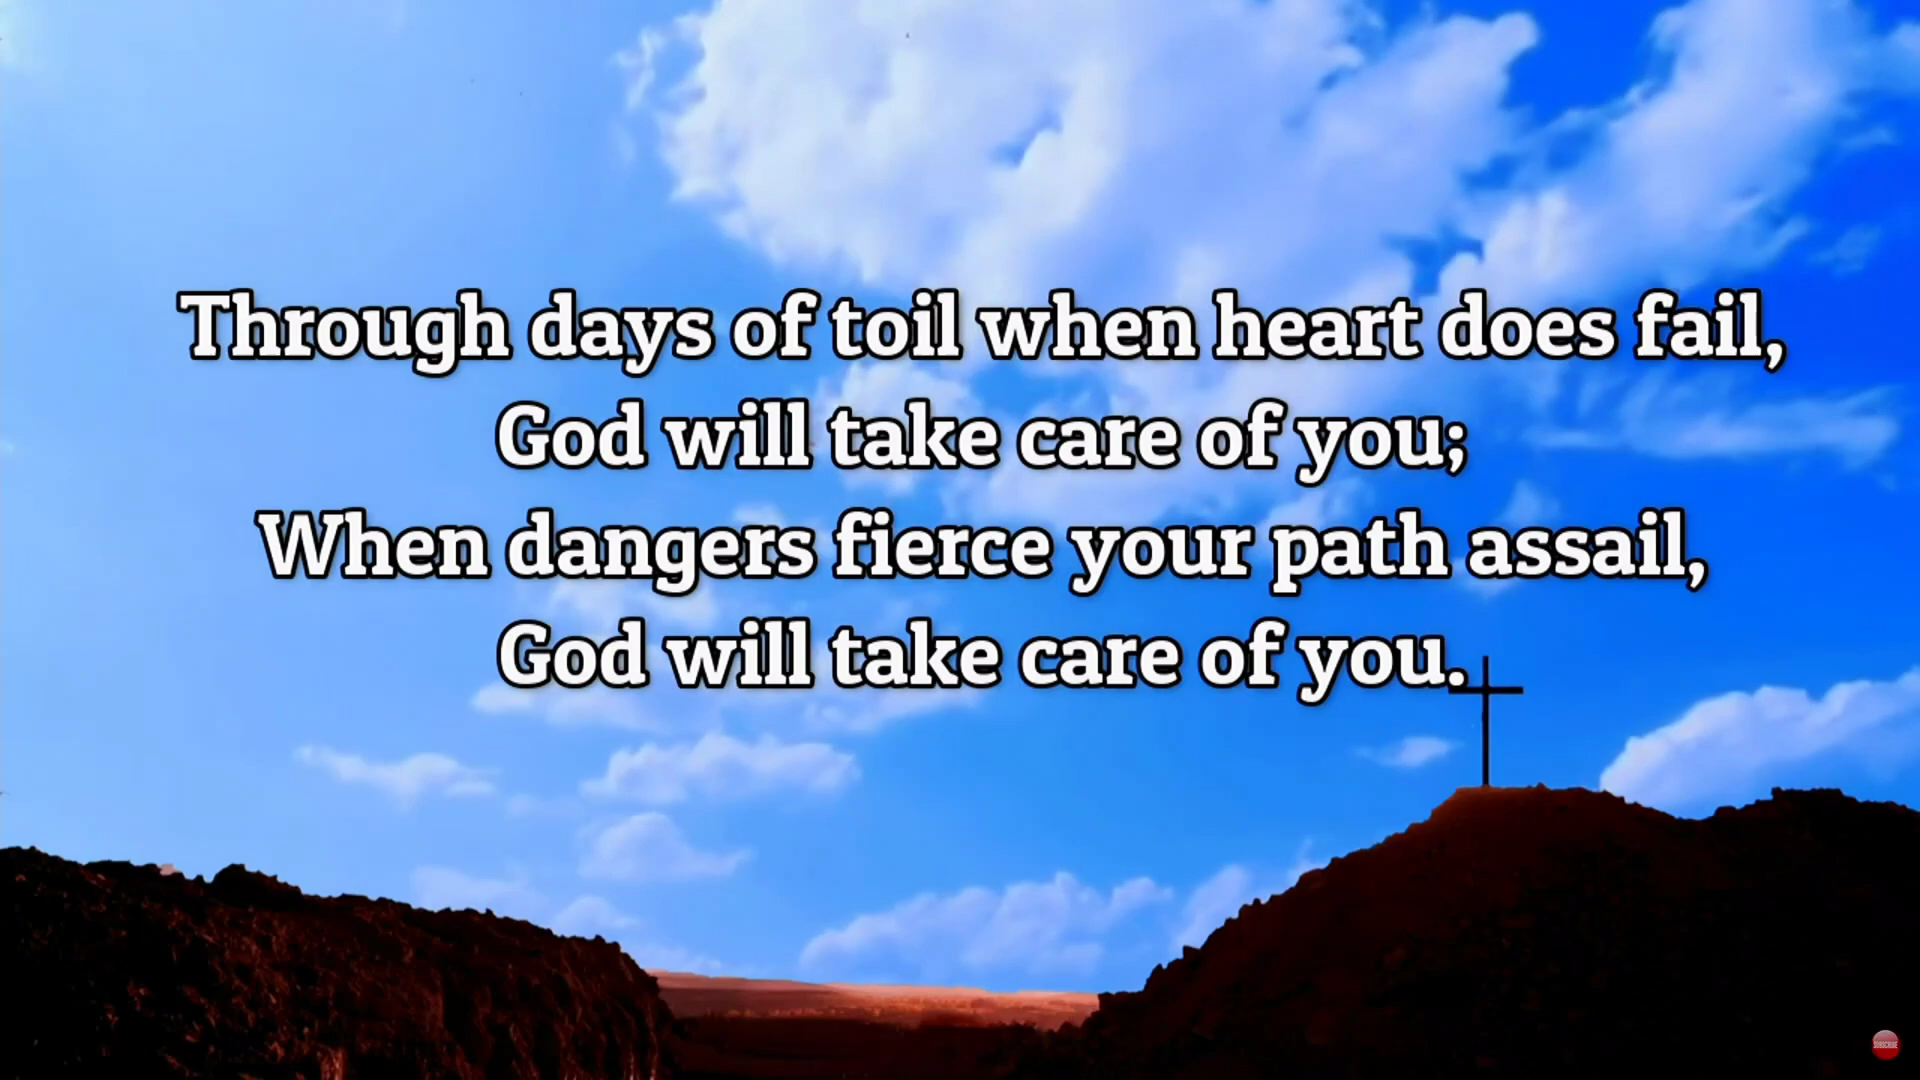 Through days of toil when heart does fail,
God will take care of you;
When dangers fierce your path assail,
God will take care of you.
SUBSCRIBE